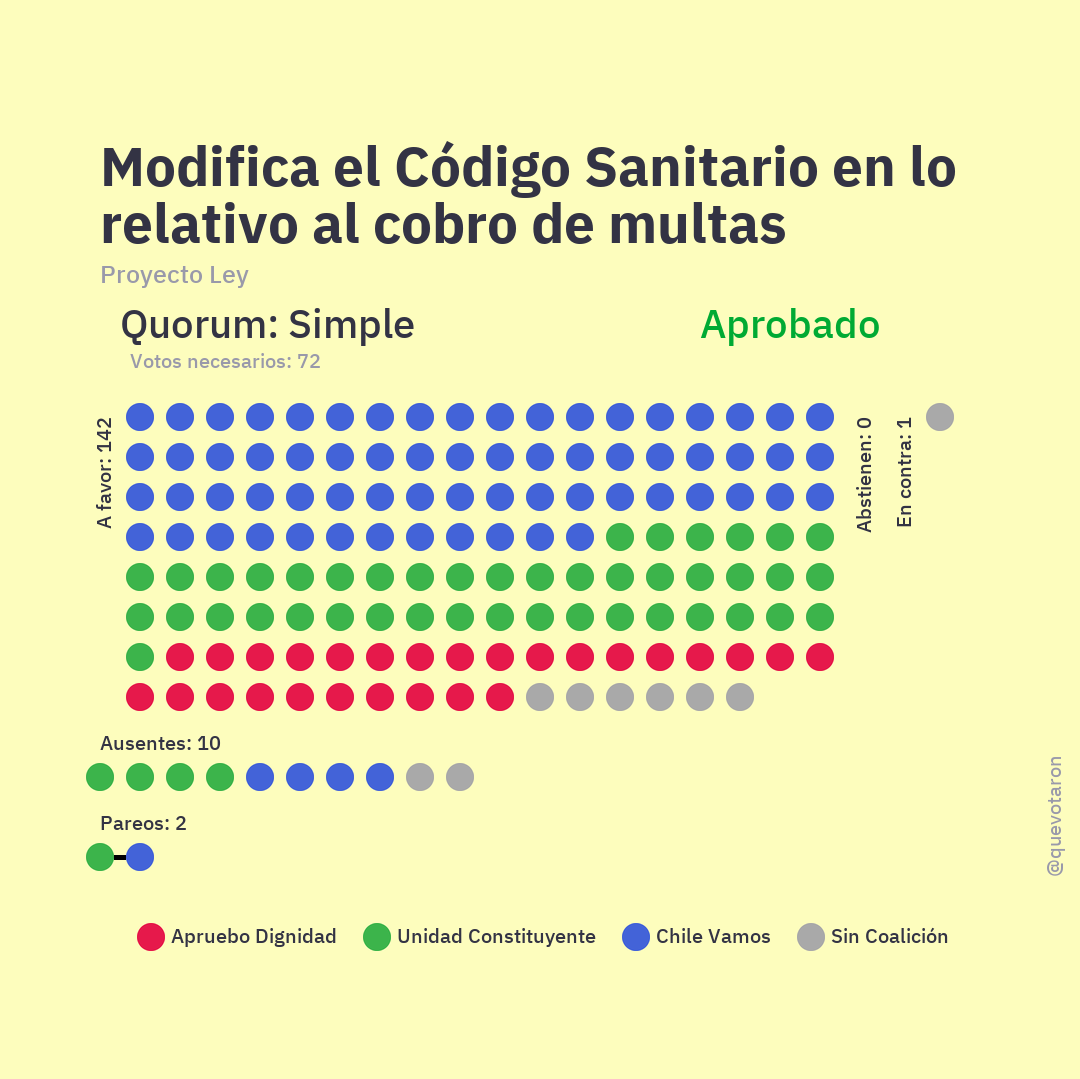 Modifica el Código Sanitario en lo
relativo al cobro de multas
Proyecto Ley
Quorum: Simple
Aprobado
Votos necesarios: 72
A favor: 142
Abstienen: 0
En contra: 1
Ausentes: 10
Pareos: 2
@quevotaron
Apruebo Dignidad
Unidad Constituyente
Chile Vamos
Sin Coalición